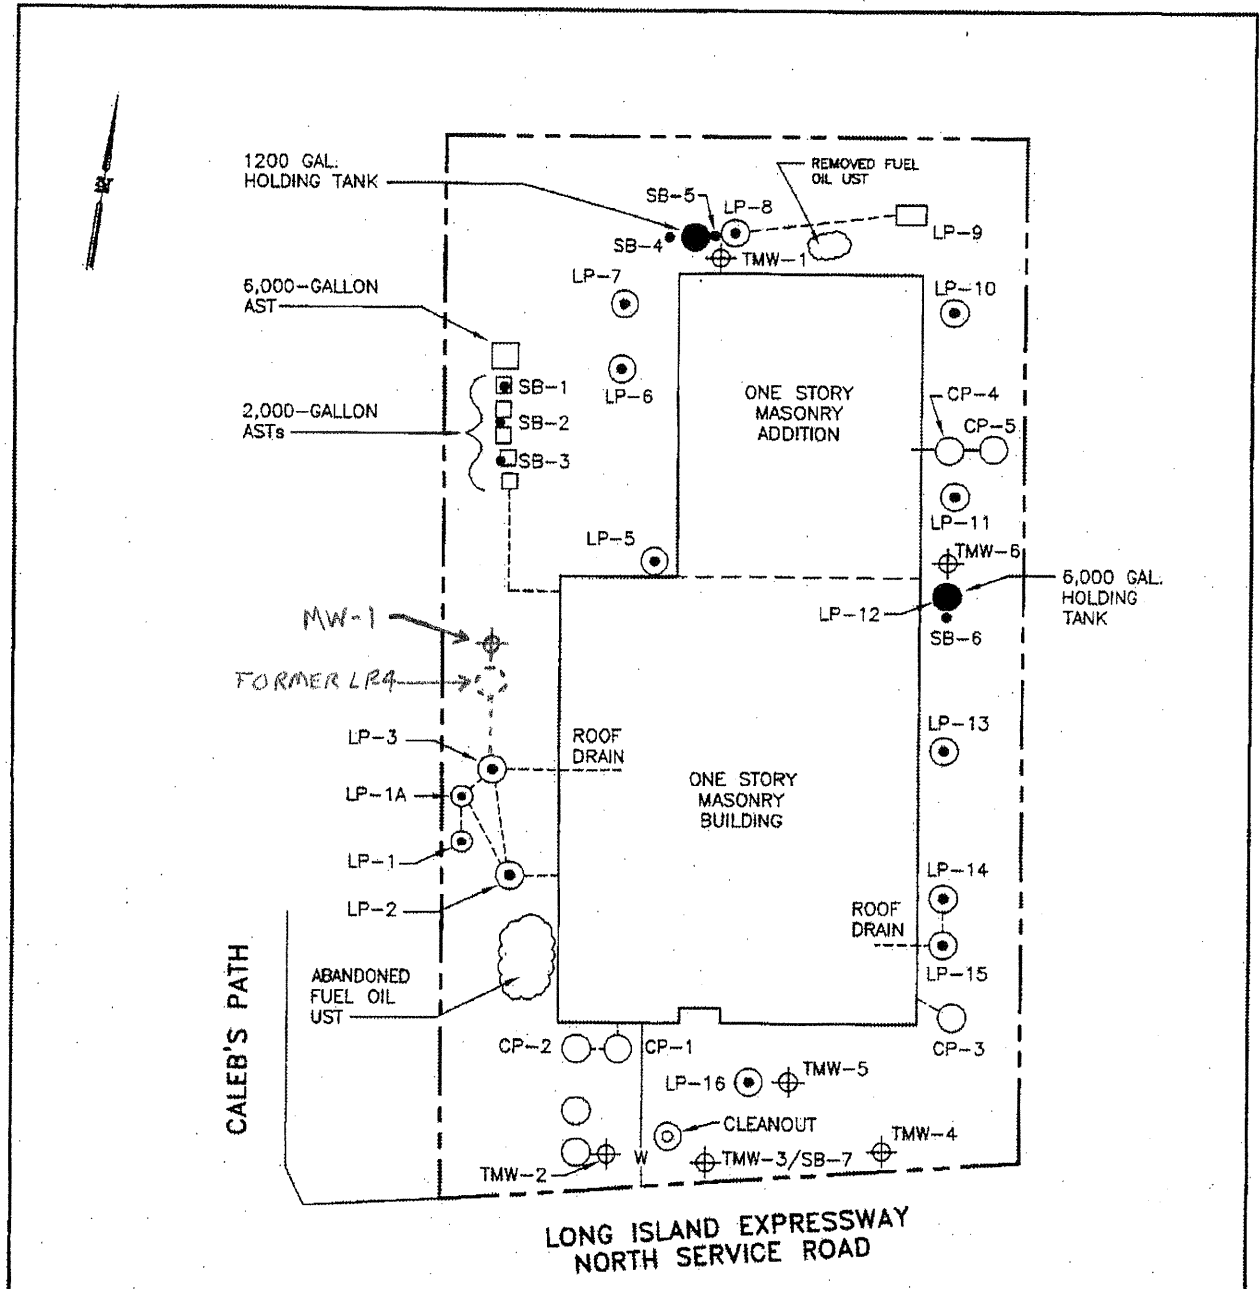 1200 GAL.
HOLDING TANK
REMOVED FUEL
OIL UST
SB-5
LP-8
SB-4
LP-9
TMW-1
LP-7
LP-10
6,000-GALLON
AST
LP-6
SB-1
2,000-GALLON
ASTs
SB-2
SB-3
ONE STORY
MASONRY
ADDITION
CP-4
CP-5
LP-11
LP-5
TMW-6
6,000 GAL.
HOLDING
TANK
LP-12
SB-6
MW-1
FORMER LP4
LP-3
ROOF
DRAIN
LP-13
LP-1A
ONE STORY
MASONRY
BUILDING
LP-1
LP-2
LP-14
ROOF
DRAIN
LP-15
ABANDONED
FUEL OIL
UST
CALEB'S PATH
CP-2
CP-1
CP-3
LP-16
TMW-5
CLEANOUT
TMW-4
TMW-2
W
TMW-3/SB-7
LONG ISLAND EXPRESSWAY
NORTH SERVICE ROAD